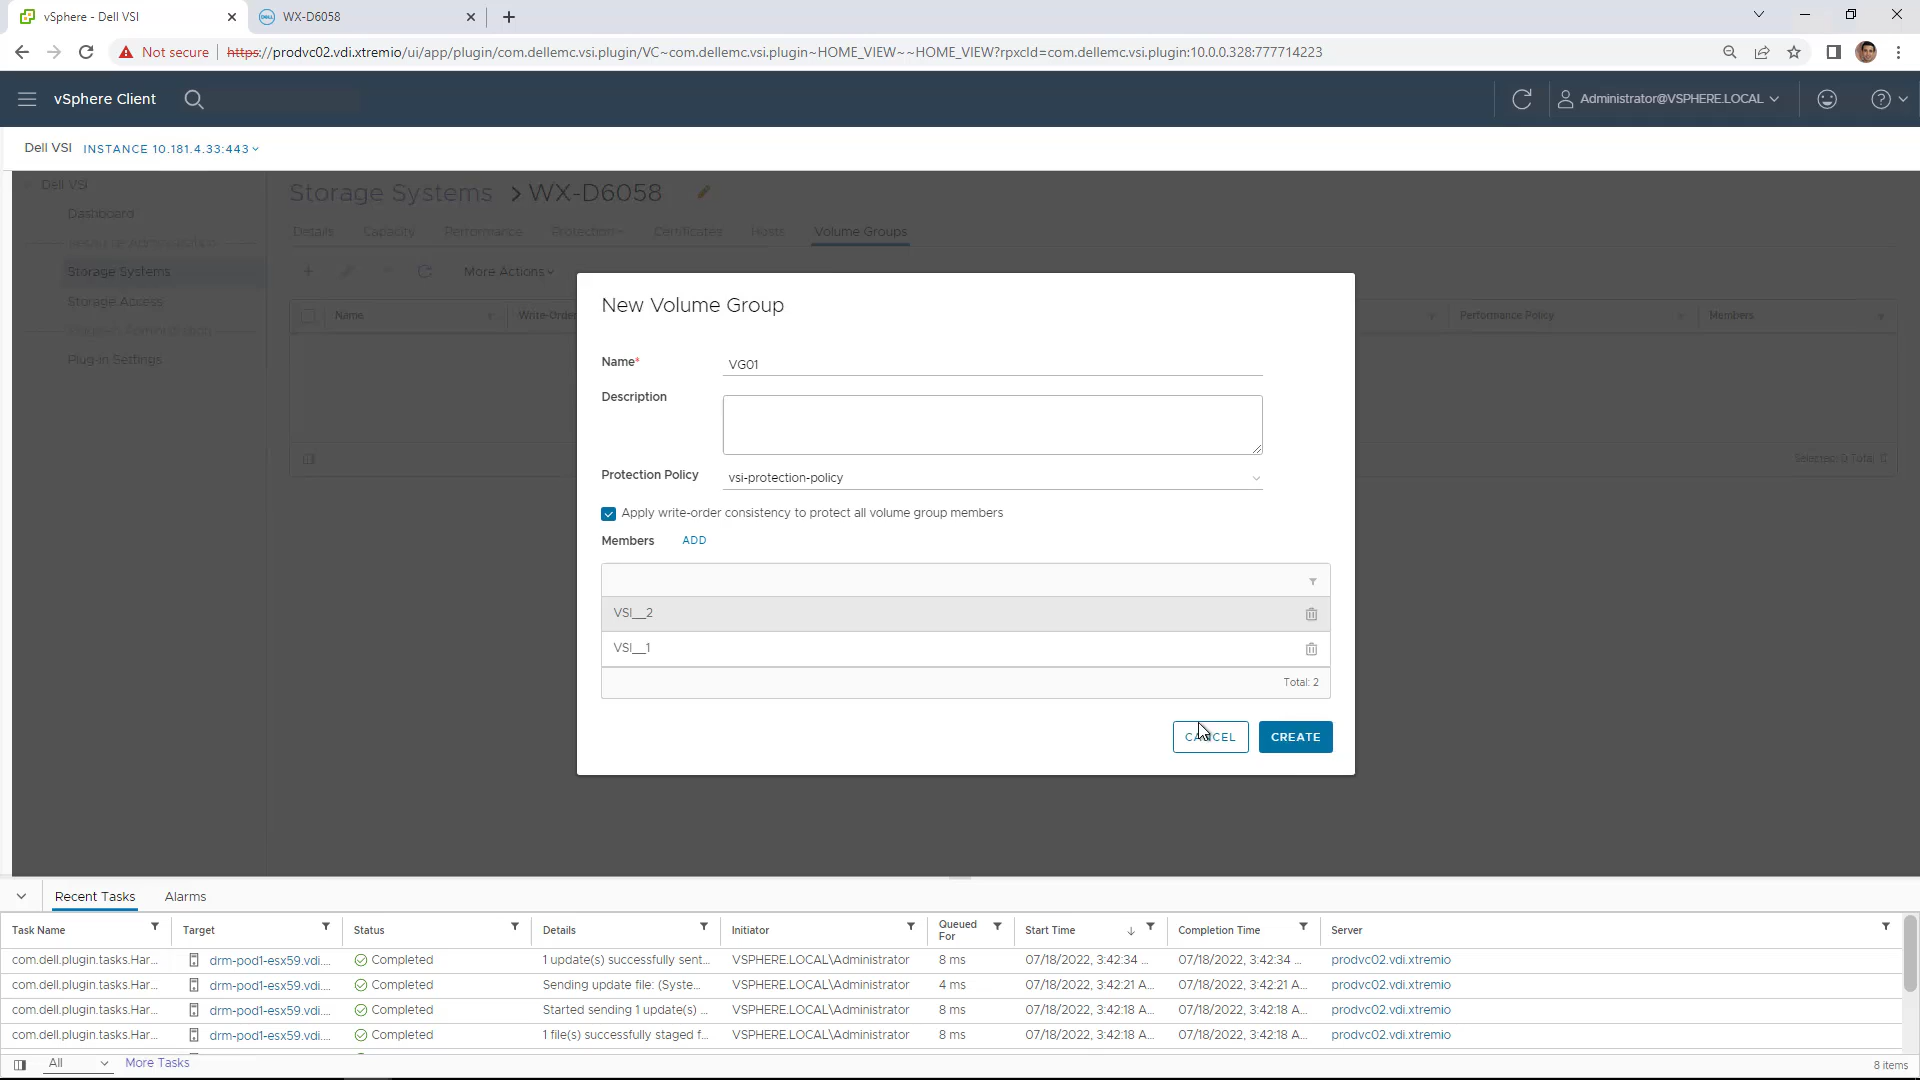 vSphere - Dell VSI
WX-D6058
Not secure https://prodvc02.vdi.xtremio/ui/app/plugin/com.dellemc.vsi.plugin/VC~com.dellemc.vsi.plugin~HOME_VIEW~~HOME_VIEW?rpxcId=com.dellemc.vsi.plugin:10.0.0.328:777714223
vSphere Client
Administrator@VSPHERE.LOCAL
Dell VSI INSTANCE 10.181.4.33:443
Dell VSI
Dashboard
Storage Systems
Storage Access
Plug-in Settings
Storage Systems > WX-D6058
Details Capacity Performance Protection Certificates Hosts Volume Groups
More Actions
Name Write-Order Performance Policy Members
New Volume Group
Name* VG01
Description
Protection Policy vsi-protection-policy
Apply write-order consistency to protect all volume group members
Members ADD
VSI__2
VSI__1
Total: 2
CANCEL CREATE
Recent Tasks Alarms
Task Name Target Status Details Initiator Queued For Start Time Completion Time Server
com.dell.plugin.tasks.Har... drm-pod1-esx59.vdi.... Completed 1 update(s) successfully sent... VSPHERE.LOCAL\Administrator 8 ms 07/18/2022, 3:42:34 ... 07/18/2022, 3:42:34 ... prodvc02.vdi.xtremio
com.dell.plugin.tasks.Har... drm-pod1-esx59.vdi.... Completed Sending update file: (Syste... VSPHERE.LOCAL\Administrator 4 ms 07/18/2022, 3:42:21 A... 07/18/2022, 3:42:21 A... prodvc02.vdi.xtremio
com.dell.plugin.tasks.Har... drm-pod1-esx59.vdi.... Completed Started sending 1 update(s) ... VSPHERE.LOCAL\Administrator 8 ms 07/18/2022, 3:42:18 A... 07/18/2022, 3:42:18 A... prodvc02.vdi.xtremio
com.dell.plugin.tasks.Har... drm-pod1-esx59.vdi.... Completed 1 file(s) successfully staged f... VSPHERE.LOCAL\Administrator 8 ms 07/18/2022, 3:42:18 A... 07/18/2022, 3:42:18 A... prodvc02.vdi.xtremio
All More Tasks 8 items